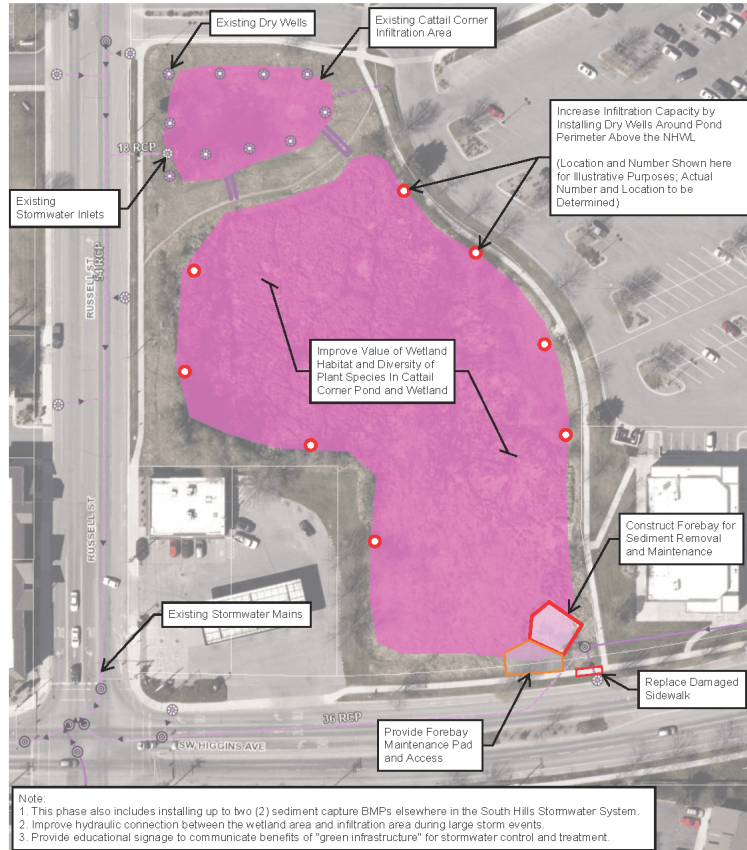 Existing Dry Wells
Existing Cattail Corner
Infiltration Area
Increase Infiltration Capacity by
Installing Dry Wells Around Pond
Perimeter Above the NHWL
(Location and Number Shown here
for Illustrative Purposes; Actual
Number and Location to be
Determined)
18 RCP
Existing
Stormwater Inlets
54 RCP
RUSSELL ST
Improve Value of Wetland
Habitat and Diversity of
Plant Species In Cattail
Corner Pond and Wetland
RUSSELL ST
Construct Forebay for
Sediment Removal
and Maintenance
Existing Stormwater Mains
Replace Damaged
Sidewalk
36 RCP
Provide Forebay
Maintenance Pad
and Access
SW HIGGINS AVE
Note:
1. This phase also includes installing up to two (2) sediment capture BMPs elsewhere in the South Hills Stormwater System.
2. Improve hydraulic connection between the wetland area and infiltration area during large storm events.
3. Provide educational signage to communicate benefits of "green infrastructure" for stormwater control and treatment.